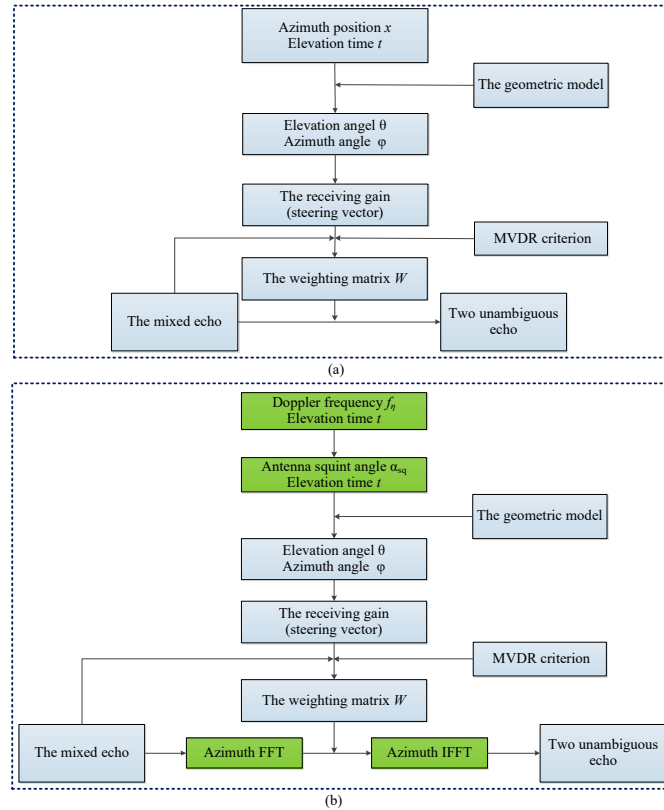 Azimuth position x
Elevation time t
The geometric model
Elevation angel θ
Azimuth angle φ
The receiving gain
(steering vector)
MVDR criterion
The weighting matrix W
The mixed echo
Two unambiguous
echo
(a)
Doppler frequency fη
Elevation time t
Antenna squint angle αsq
Elevation time t
The geometric model
Elevation angel θ
Azimuth angle φ
The receiving gain
(steering vector)
MVDR criterion
The weighting matrix W
The mixed echo
Azimuth FFT
Azimuth IFFT
Two unambiguous
echo
(b)